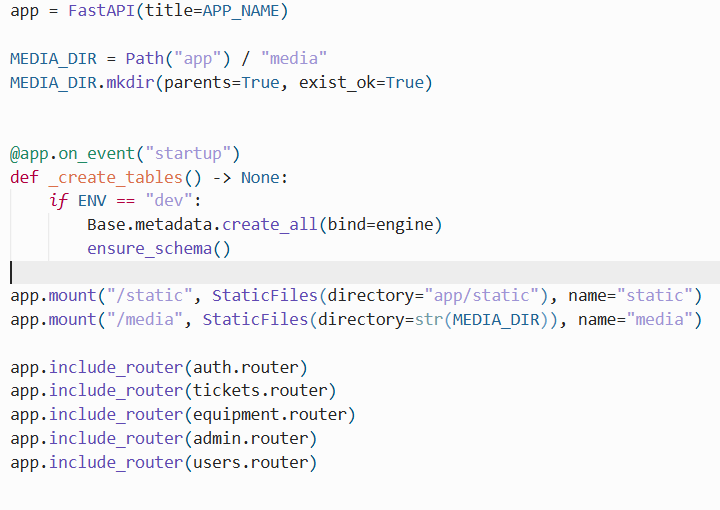 app = FastAPI(title=APP_NAME)
MEDIA_DIR = Path("app") / "media"
MEDIA_DIR.mkdir(parents=True, exist_ok=True)
@app.on_event("startup")
def _create_tables() -> None:
    if ENV == "dev":
        Base.metadata.create_all(bind=engine)
        ensure_schema()
app.mount("/static", StaticFiles(directory="app/static"), name="static")
app.mount("/media", StaticFiles(directory=str(MEDIA_DIR)), name="media")
app.include_router(auth.router)
app.include_router(tickets.router)
app.include_router(equipment.router)
app.include_router(admin.router)
app.include_router(users.router)